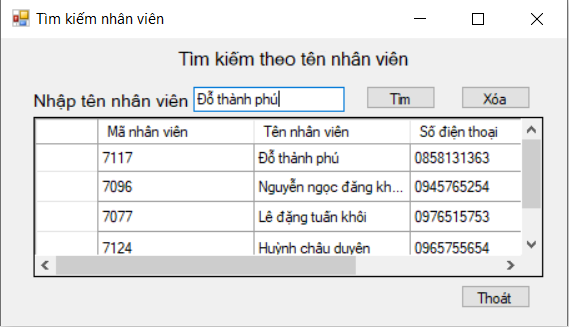 Tìm kiếm nhân viên
Tìm kiếm theo tên nhân viên
Nhập tên nhân viên Đỗ thành phú Tìm Xóa
Mã nhân viên Tên nhân viên Số điện thoại
7117 Đỗ thành phú 0858131363
7096 Nguyễn ngọc đăng kh... 0945765254
7077 Lê đặng tuấn khôi 0976515753
7124 Huỳnh châu duyên 0965755654
Thoát